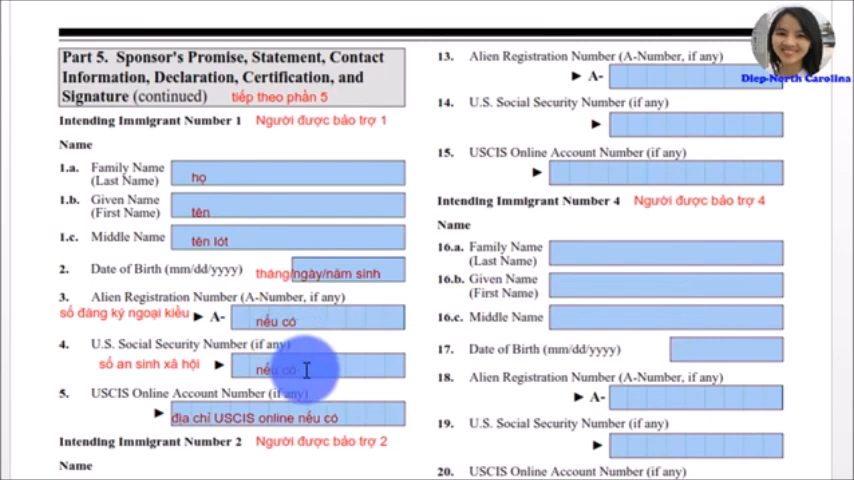 Part 5. Sponsor's Promise, Statement, Contact
Information, Declaration, Certification, and
Signature (continued) tiếp theo phần 5
Intending Immigrant Number 1 Người được bảo trợ 1
Name
1.a. Family Name
(Last Name) họ
1.b. Given Name
(First Name) tên
1.c. Middle Name tên lót
2. Date of Birth (mm/dd/yyyy) tháng/ngày/năm sinh
3. Alien Registration Number (A-Number, if any)
số đăng ký ngoại kiều ► A- nếu có
4. U.S. Social Security Number (if any)
số an sinh xã hội ► nếu có
5. USCIS Online Account Number (if any)
► địa chỉ USCIS online nếu có
Intending Immigrant Number 2 Người được bảo trợ 2
Name
13. Alien Registration Number (A-Number, if any)
► A-
14. U.S. Social Security Number (if any)
►
15. USCIS Online Account Number (if any)
►
Intending Immigrant Number 4 Người được bảo trợ 4
Name
16.a. Family Name
(Last Name)
16.b. Given Name
(First Name)
16.c. Middle Name
17. Date of Birth (mm/dd/yyyy)
18. Alien Registration Number (A-Number, if any)
► A-
19. U.S. Social Security Number (if any)
►
20. USCIS Online Account Number (if any)
Diep-North Carolina